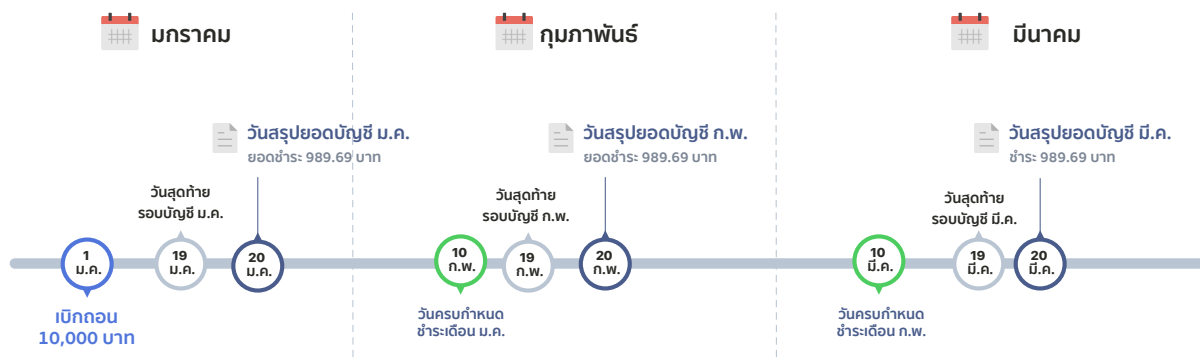 มกราคม
กุมภาพันธ์
มีนาคม
วันสรุปยอดบัญชี ม.ค.
ยอดชำระ 989.69 บาท
วันสรุปยอดบัญชี ก.พ.
ยอดชำระ 989.69 บาท
วันสรุปยอดบัญชี มี.ค.
ชำระ 989.69 บาท
วันสุดท้าย
รอบบัญชี ม.ค.
วันสุดท้าย
รอบบัญชี ก.พ.
วันสุดท้าย
รอบบัญชี มี.ค.
1
ม.ค.
19
ม.ค.
20
ม.ค.
10
ก.พ.
19
ก.พ.
20
ก.พ.
10
มี.ค.
19
มี.ค.
20
มี.ค.
เบิกถอน
10,000 บาท
วันครบกำหนด
ชำระเดือน ม.ค.
วันครบกำหนด
ชำระเดือน ก.พ.